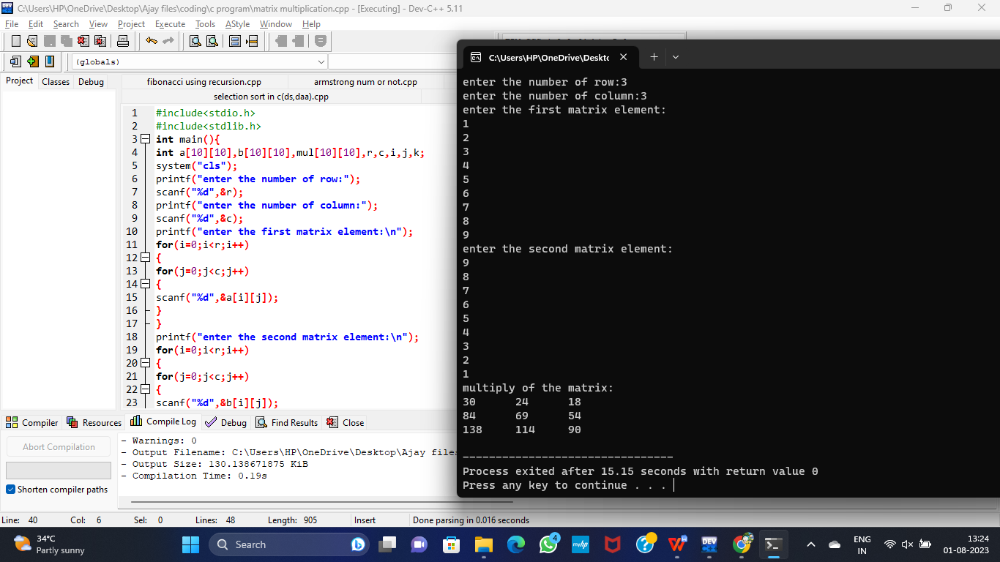 C:\Users\HP\OneDrive\Desktop\Ajay files\coding\c program\matrix multiplication.cpp - [Executing] - Dev-C++ 5.11
File Edit Search View Project Execute Tools AStyle Window Help
(globals)
Project Classes Debug
fibonacci using recursion.cpp armstrong num or not.cpp
selection sort in c(ds,daa).cpp
1 #include<stdio.h>
2 #include<stdlib.h>
3 int main(){
4 int a[10][10],b[10][10],mul[10][10],r,c,i,j,k;
5 system("cls");
6 printf("enter the number of row:");
7 scanf("%d",&r);
8 printf("enter the number of column:");
9 scanf("%d",&c);
10 printf("enter the first matrix element:\n");
11 for(i=0;i<r;i++)
12 {
13 for(j=0;j<c;j++)
14 {
15 scanf("%d",&a[i][j]);
16 }
17 }
18 printf("enter the second matrix element:\n");
19 for(i=0;i<r;i++)
20 {
21 for(j=0;j<c;j++)
22 {
23 scanf("%d",&b[i][j]);
Compiler Resources Compile Log Debug Find Results Close
Abort Compilation
Shorten compiler paths
- Warnings: 0
- Output Filename: C:\Users\HP\OneDrive\Desktop\Ajay files
- Output Size: 130.138671875 KiB
- Compilation Time: 0.19s
Line: 40 Col: 6 Sel: 0 Lines: 48 Length: 905 Insert Done parsing in 0.016 seconds
C:\Users\HP\OneDrive\Deskto
enter the number of row:3
enter the number of column:3
enter the first matrix element:
1
2
3
4
5
6
7
8
9
enter the second matrix element:
9
8
7
6
5
4
3
2
1
multiply of the matrix:
30 24 18
84 69 54
138 114 90
--------------------------------
Process exited after 15.15 seconds with return value 0
Press any key to continue . . .
34°C
Partly sunny
Search
4
ENG
IN
13:24
01-08-2023